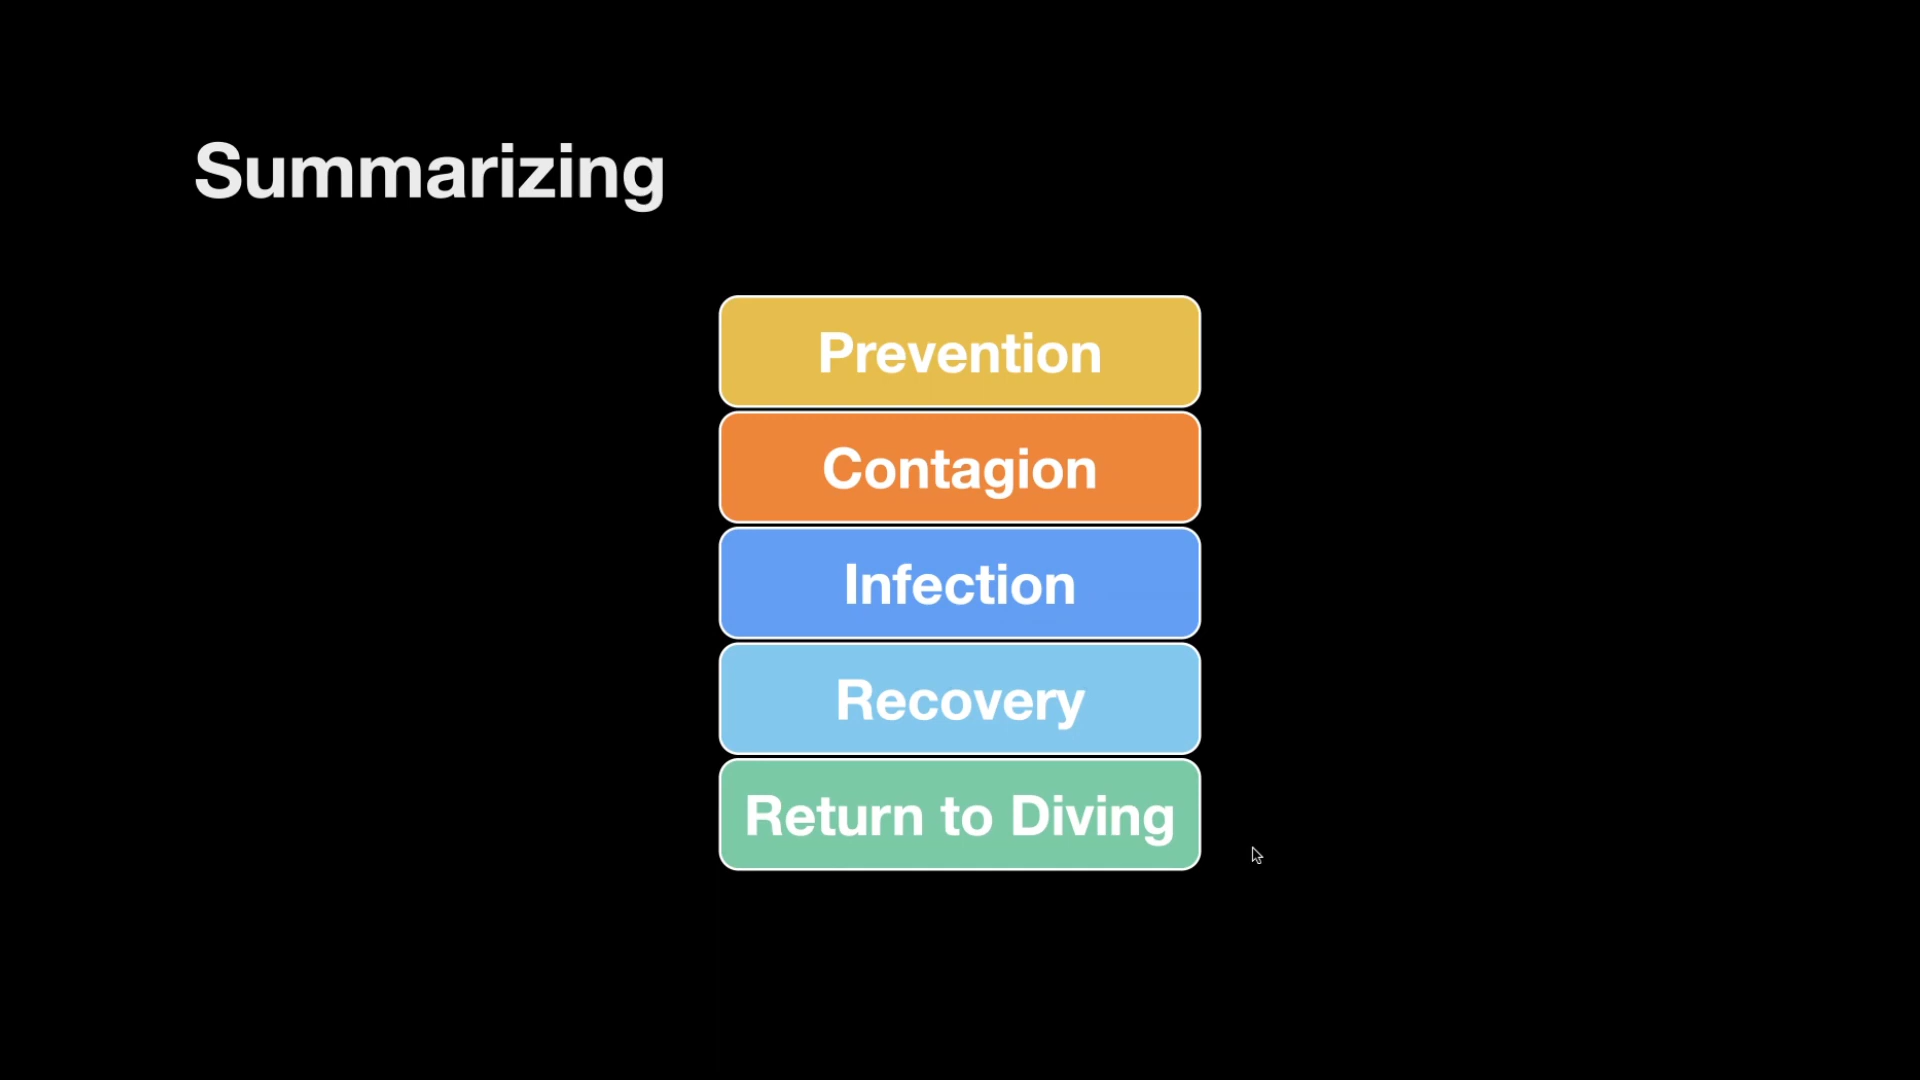 Summarizing
Prevention
Contagion
Infection
Recovery
Return to Diving